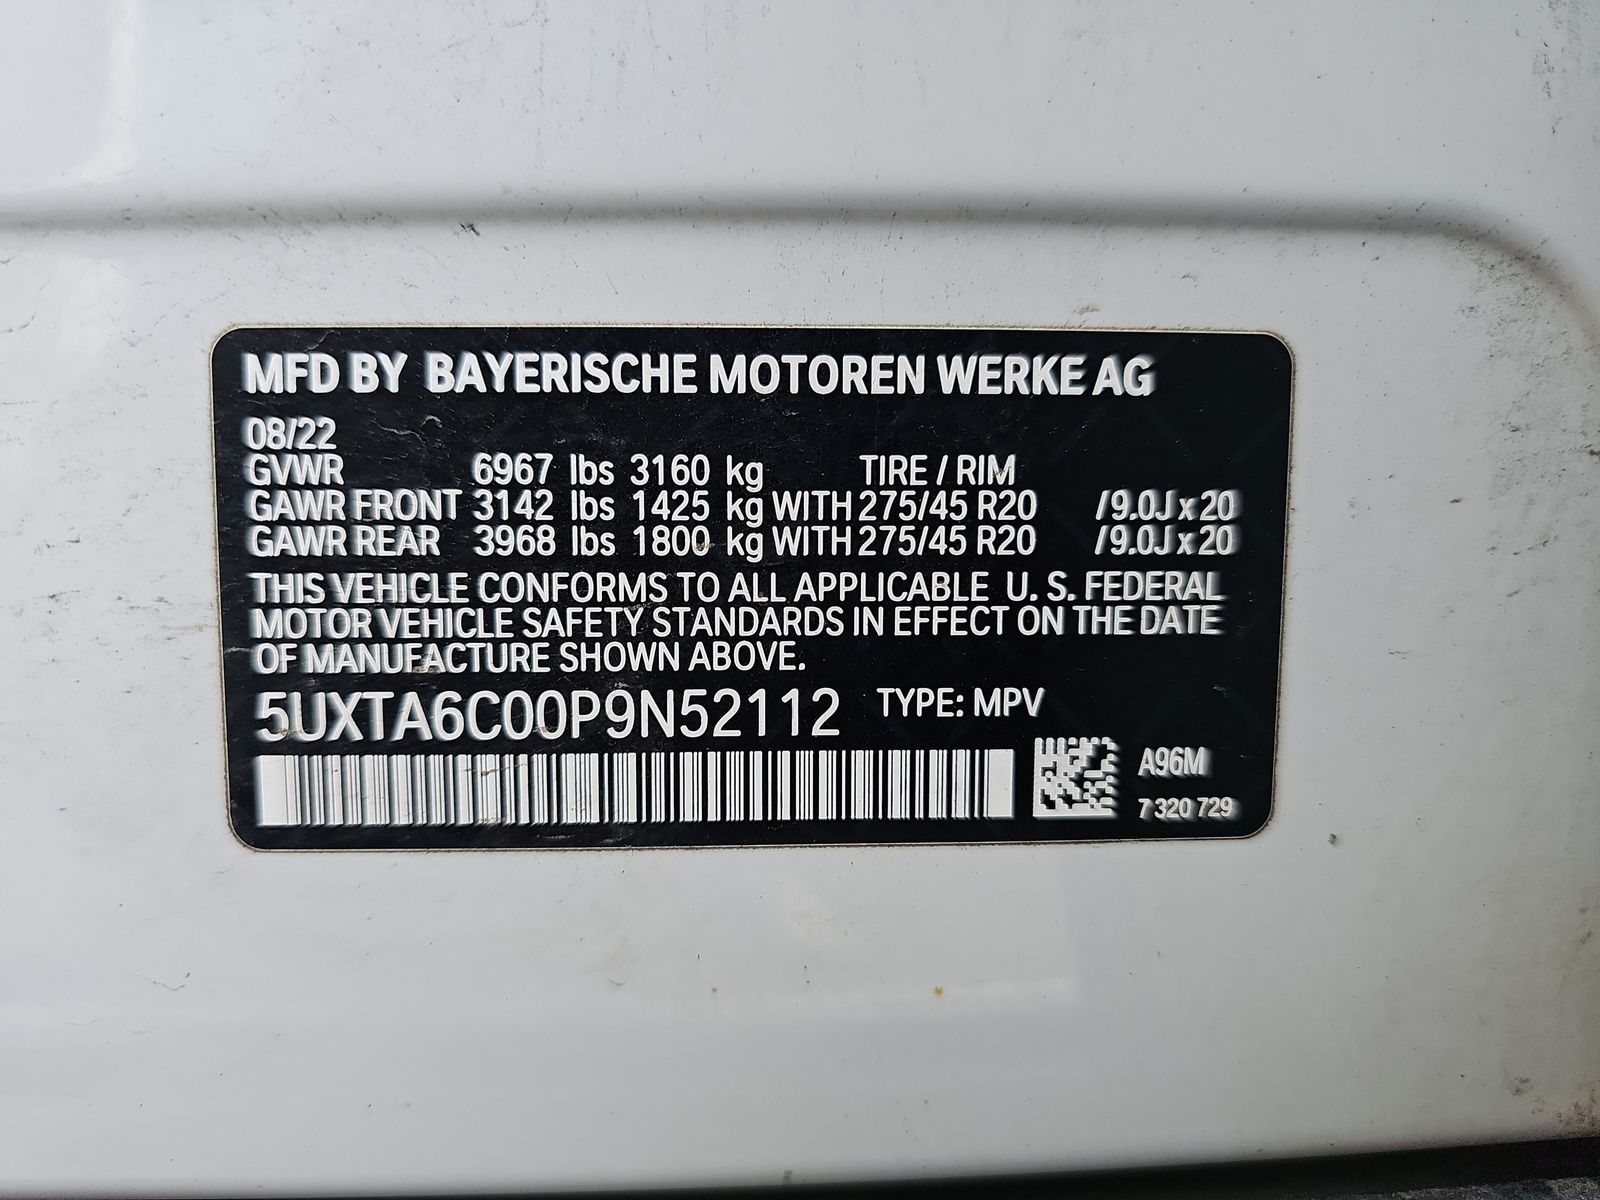 MFD BY BAYERISCHE MOTOREN WERKE AG
08/22
GVWR 6967 lbs 3160 kg TIRE / RIM
GAWR FRONT 3142 lbs 1425 kg WITH 275/45 R20 /9.0J x 20
GAWR REAR 3968 lbs 1800 kg WITH 275/45 R20 /9.0J x 20
THIS VEHICLE CONFORMS TO ALL APPLICABLE U. S. FEDERAL
MOTOR VEHICLE SAFETY STANDARDS IN EFFECT ON THE DATE
OF MANUFACTURE SHOWN ABOVE.
5UXTA6C00P9N52112 TYPE: MPV
A96M
7 320 729